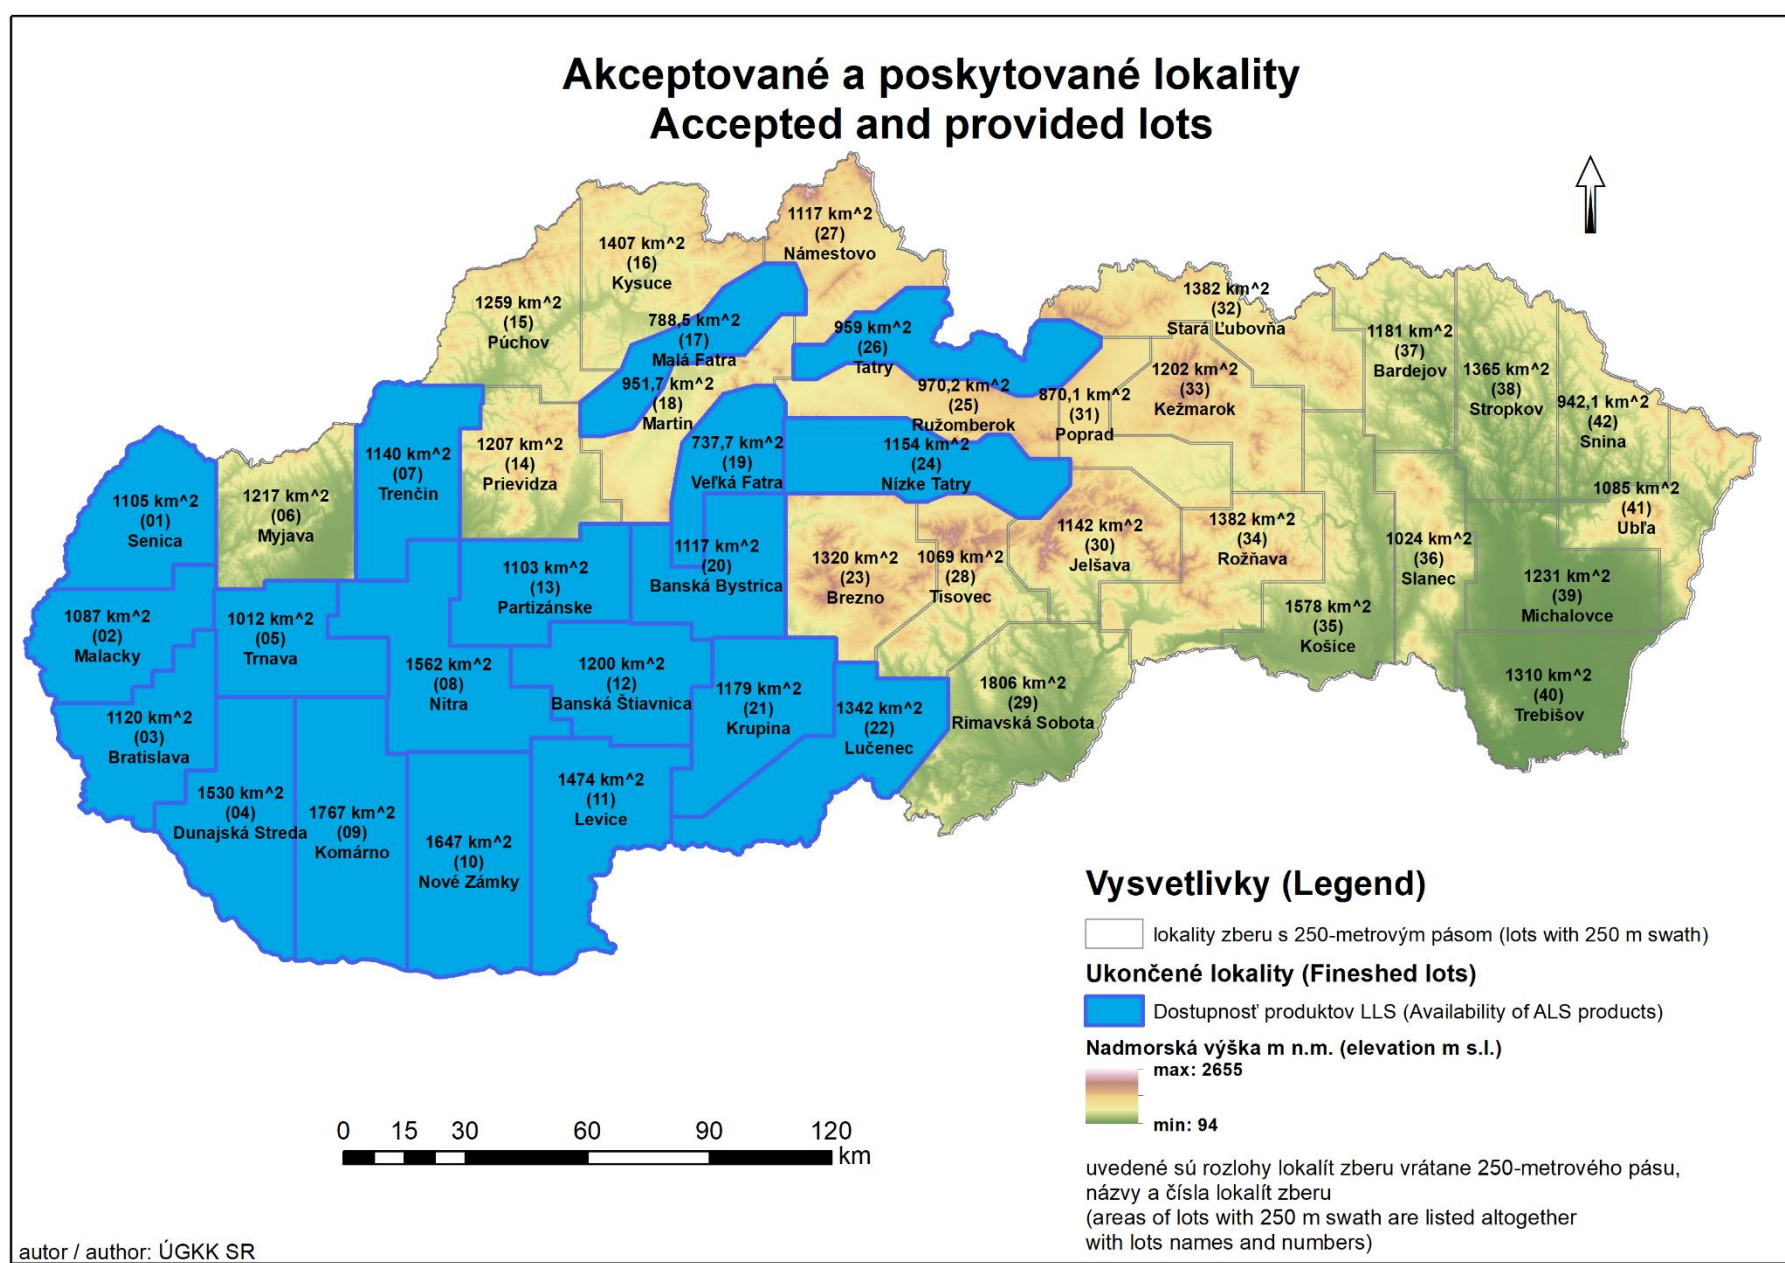 Akceptované a poskytované lokality
Accepted and provided lots
1117 km^2
(27)
Námestovo
1407 km^2
(16)
Kysuce
1259 km^2
(15)
Púchov
788,5 km^2
(17)
Malá Fatra
959 km^2
(26)
Tatry
1382 km^2
(32)
Stará Ľubovňa
1181 km^2
(37)
Bardejov
1365 km^2
(38)
Stropkov
942,1 km^2
(42)
Snina
951,7 km^2
(18)
Martin
970,2 km^2
(25)
Ružomberok
870,1 km^2
(31)
Poprad
1202 km^2
(33)
Kežmarok
1140 km^2
(07)
Trenčín
1207 km^2
(14)
Prievidza
737,7 km^2
(19)
Veľká Fatra
1154 km^2
(24)
Nízke Tatry
1105 km^2
(01)
Senica
1217 km^2
(06)
Myjava
1085 km^2
(41)
Ubľa
1117 km^2
(20)
Banská Bystrica
1320 km^2
(23)
Brezno
1069 km^2
(28)
Tisovec
1142 km^2
(30)
Jelšava
1382 km^2
(34)
Rožňava
1024 km^2
(36)
Slanec
1231 km^2
(39)
Michalovce
1103 km^2
(13)
Partizánske
1087 km^2
(02)
Malacky
1012 km^2
(05)
Trnava
1578 km^2
(35)
Košice
1562 km^2
(08)
Nitra
1200 km^2
(12)
Banská Štiavnica
1179 km^2
(21)
Krupina
1342 km^2
(22)
Lučenec
1806 km^2
(29)
Rimavská Sobota
1310 km^2
(40)
Trebišov
1120 km^2
(03)
Bratislava
1530 km^2
(04)
Dunajská Streda
1767 km^2
(09)
Komárno
1647 km^2
(10)
Nové Zámky
1474 km^2
(11)
Levice
Vysvetlivky (Legend)
lokality zberu s 250-metrovým pásom (lots with 250 m swath)
Ukončené lokality (Fineshed lots)
Dostupnosť produktov LLS (Availability of ALS products)
Nadmorská výška m n.m. (elevation m s.l.)
max: 2655
min: 94
0 15 30 60 90 120
km
uvedené sú rozlohy lokalít zberu vrátane 250-metrového pásu,
názvy a čísla lokalít zberu
(areas of lots with 250 m swath are listed altogether
with lots names and numbers)
autor / author: ÚGKK SR